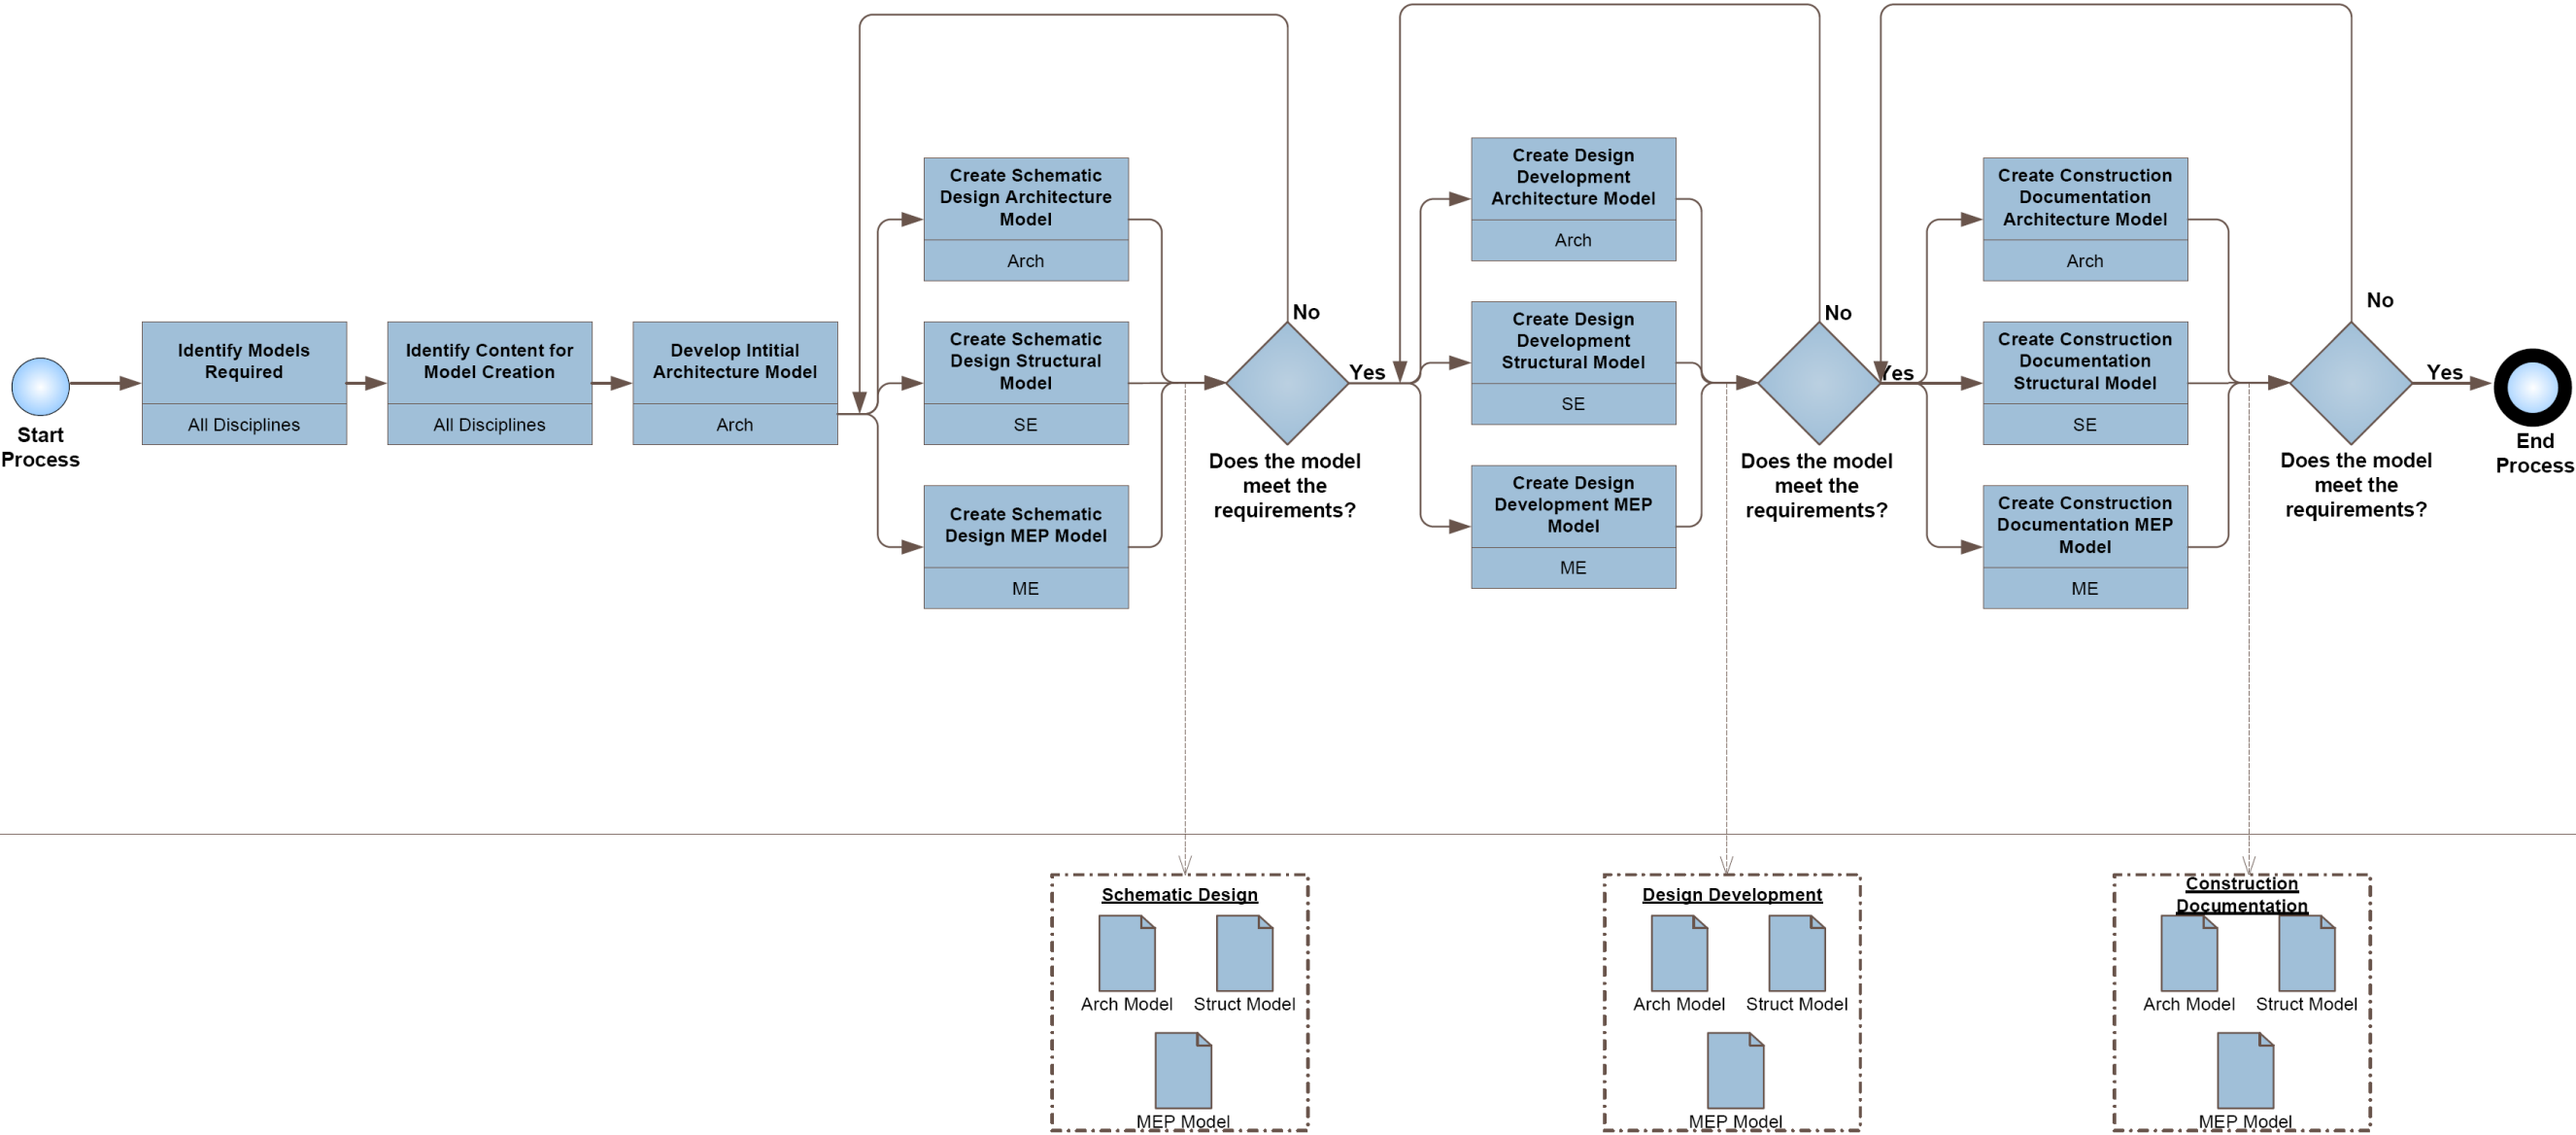 Start
Process
Identify Models
Required
All Disciplines
Identify Content for
Model Creation
All Disciplines
Develop Intitial
Architecture Model
Arch
Create Schematic
Design Architecture
Model
Arch
Create Schematic
Design Structural
Model
SE
Create Schematic
Design MEP Model
ME
No
Yes
Does the model
meet the
requirements?
Create Design
Development
Architecture Model
Arch
Create Design
Development
Structural Model
SE
Create Design
Development MEP
Model
ME
No
Yes
Does the model
meet the
requirements?
Create Construction
Documentation
Architecture Model
Arch
Create Construction
Documentation
Structural Model
SE
Create Construction
Documentation MEP
Model
ME
No
Yes
Does the model
meet the
requirements?
End
Process
Schematic Design
Arch Model
Struct Model
MEP Model
Design Development
Arch Model
Struct Model
MEP Model
Construction
Documentation
Arch Model
Struct Model
MEP Model